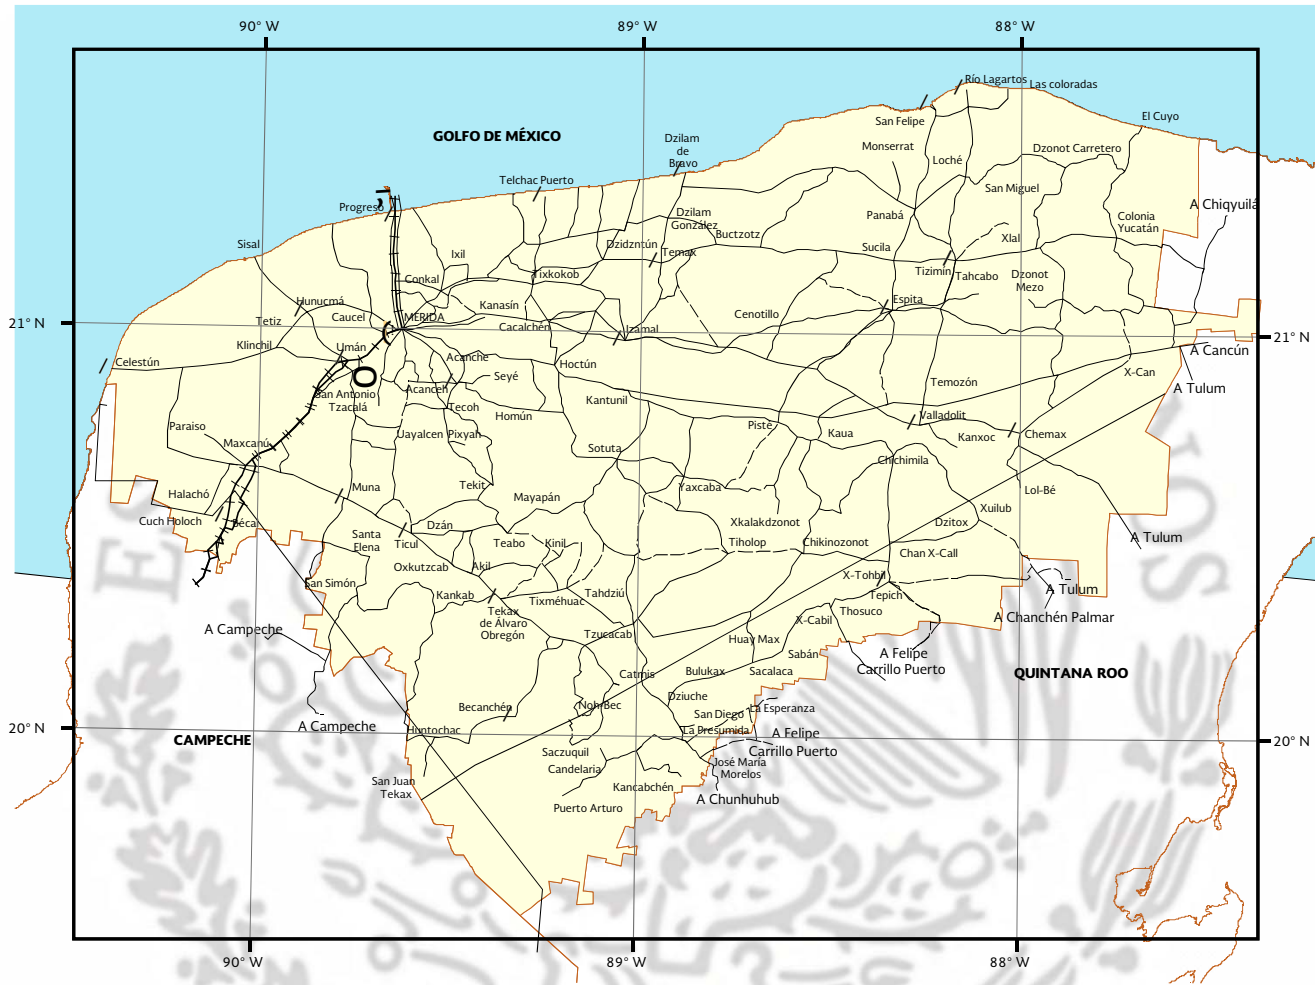 90° W
89° W
88° W
Río Lagartos
Las coloradas
El Cuyo
San Felipe
GOLFO DE MÉXICO
Dzilam
de
Bravo
Monserrat
Dzonot Carretero
Loché
Telchac Puerto
San Miguel
A Chiqyuilá
Progreso
Dzilam
González
Panabá
Colonia
Yucatán
Buctzotz
Xlal
Sisal
Dzidzntún
Temax
Sucila
Ixil
Tizimin
Tahcabo
Dzonot
Mezo
Conkal
Tixkokob
Hunucmá
Kanasín
Espita
Caucel
MERIDA
Cenotillo
Tetiz
Cacalchén
Izamal
21° N
21° N
Klinchil
Umán
A Cancún
Celestún
Acanche
Hoctún
X-Can
Seyé
Temozón
A Tulum
San Antonio
Tzacalá
Acanceh
Kantunil
Tecoh
Homún
Valladolit
Paraiso
Uayalcen
Pixyah
Piste
Kaua
Kanxoc
Chemax
Maxcanú
Sotuta
Chichimila
Halachó
Muna
Tekit
Mayapán
Yaxcaba
Lol-Bé
Xuilub
Cuch Holoch
Bécal
Dzán
Xkalakdzonot
Dzitox
Santa
Elena
Ticul
Teabo
Kinil
Tiholop
Chikinozonot
A Tulum
Chan X-Call
Oxkutzcab
Akil
San Simón
X-Tohbil
A Tulum
Kankab
Tixméhuac
Tahdziú
Tepich
Tekax
de Álvaro
Obregón
Thosuco
A Chanchén Palmar
X-Cabil
A Campeche
Tzucacab
Huay Max
Sabán
A Felipe
Carrillo Puerto
Catmis
Bulukax
Sacalaca
QUINTANA ROO
Dziuche
Becanchén
Noh-Bec
San Diego
La Esperanza
A Campeche
Huntochac
La Presumida
A Felipe
Carrillo Puerto
20° N
20° N
CAMPECHE
Saczuquil
Candelaria
José María
Morelos
San Juan
Tekax
Kancabchén
A Chunhuhub
Puerto Arturo
90° W
89° W
88° W